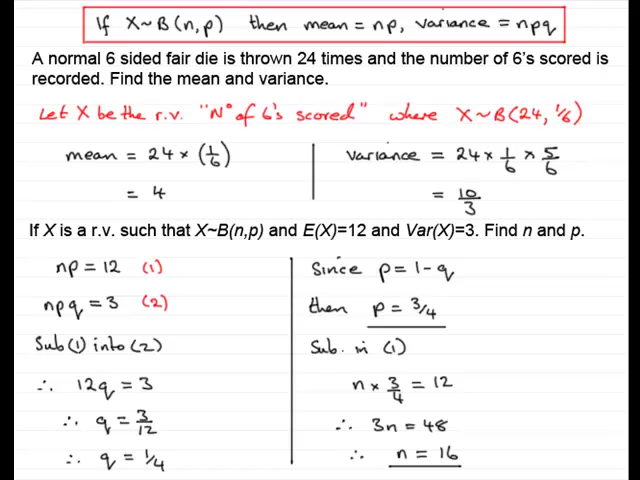 If X~B(n,p) then mean = np, variance = npq
A normal 6 sided fair die is thrown 24 times and the number of 6's scored is
recorded. Find the mean and variance.
Let X be the r.v. "Nº of 6's scored" where X~B(24, 1/6)
mean = 24 × (1/6)
= 4
variance = 24 × 1/6 × 5/6
= 10/3
If X is a r.v. such that X~B(n,p) and E(X)=12 and Var(X)=3. Find n and p.
np = 12 (1)
npq = 3 (2)
Sub (1) into (2)
∴ 12q = 3
∴ q = 3/12
∴ q = 1/4
Since p = 1 - q
then p = 3/4
Sub. in (1)
n × 3/4 = 12
∴ 3n = 48
∴ n = 16